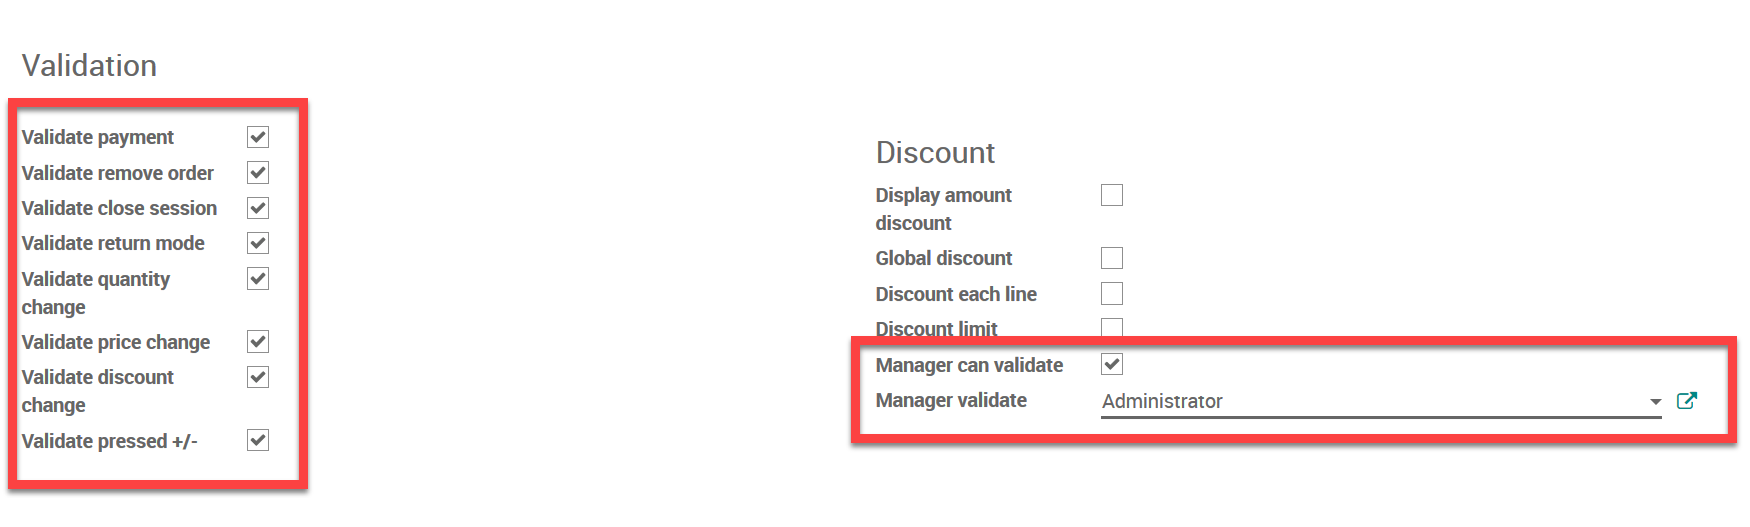 Validation
Validate payment
Validate remove order
Validate close session
Validate return mode
Validate quantity
change
Validate price change
Validate discount
change
Validate pressed +/-
Discount
Display amount
discount
Global discount
Discount each line
Discount limit
Manager can validate
Manager validate Administrator